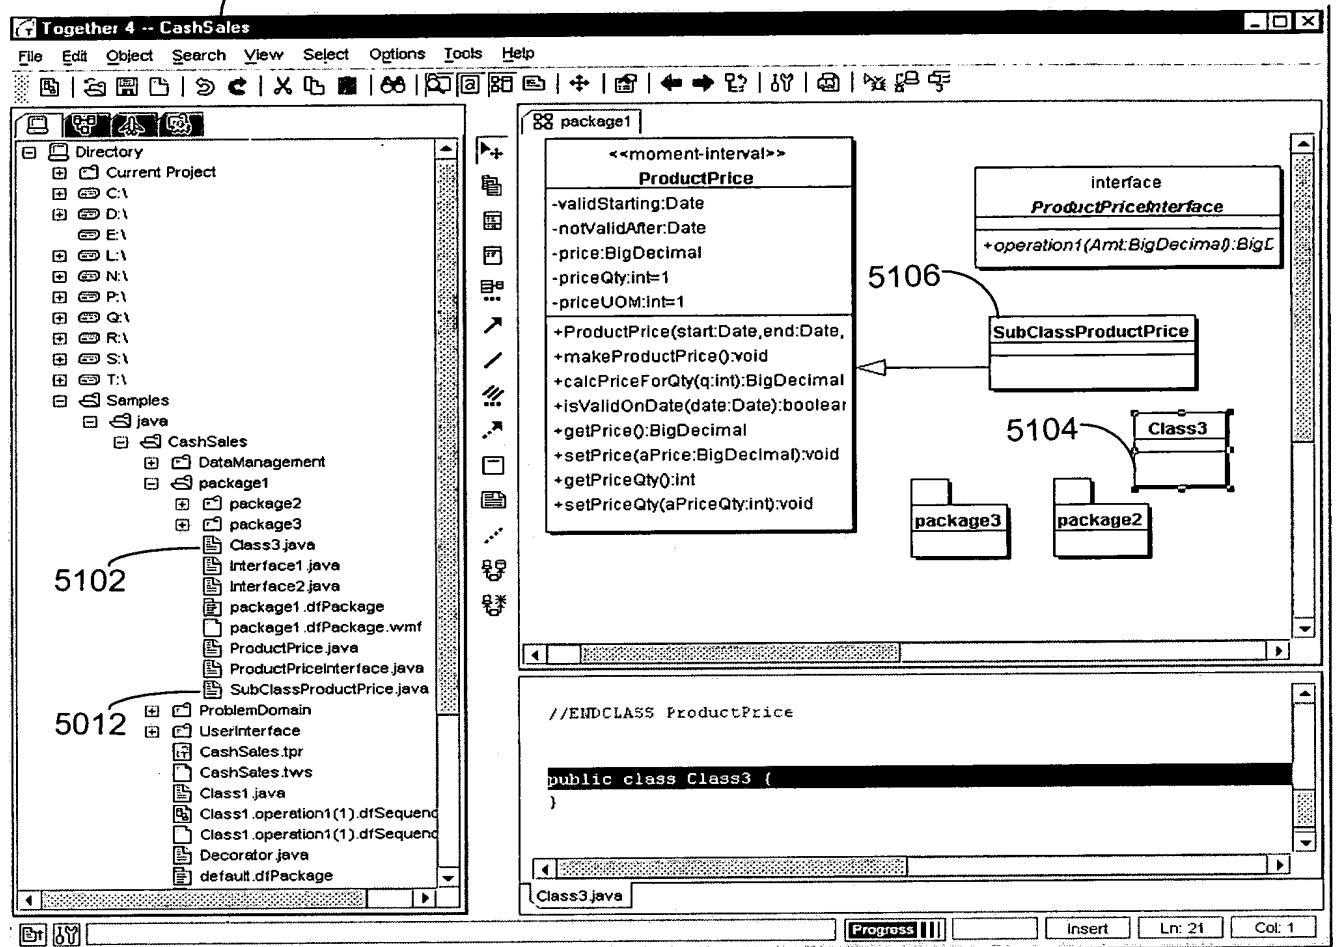 Together 4 -- CashSales
File Edit Object Search View Select Options Tools Help
Directory
Current Project
C:\
D:\
E:\
L:\
N:\
P:\
Q:\
R:\
S:\
T:\
Samples
java
CashSales
DataManagement
package1
package2
package3
Class3.java
Interface1.java
Interface2.java
package1.dfPackage
package1.dfPackage.wmf
ProductPrice.java
ProductPriceInterface.java
SubClassProductPrice.java
ProblemDomain
UserInterface
CashSales.tpr
CashSales.tws
Class1.java
Class1.operation1(1).dfSequenc
Class1.operation1(1).dfSequenc
Decorator.java
default.dfPackage
5102
5012
package1
<<moment-interval>>
ProductPrice
-validStarting:Date
-notValidAfter:Date
-price:BigDecimal
-priceQty:int=1
-priceUOM:int=1
+ProductPrice(start:Date,end:Date,
+makeProductPrice():void
+calcPriceForQty(q:int):BigDecimal
+isValidOnDate(date:Date):boolear
+getPrice():BigDecimal
+setPrice(aPrice:BigDecimal):void
+getPriceQty():int
+setPriceQty(aPriceQty:int):void
interface
ProductPriceInterface
+operation1(Amt:BigDecimal):BigD
5106
SubClassProductPrice
5104
Class3
package3
package2
//ENDCLASS ProductPrice
public class Class3 {
}
Class3.java
Progress
Insert
Ln: 21
Col: 1